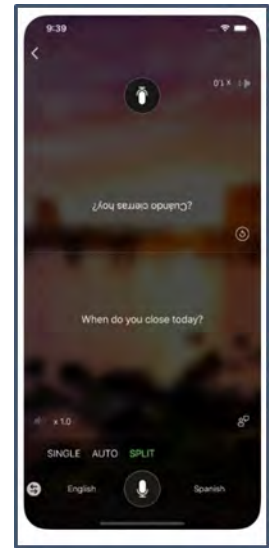 9:39
x 1.0
¿Cuándo cierras hoy?
When do you close today?
x 1.0
SINGLE AUTO SPLIT
English Spanish